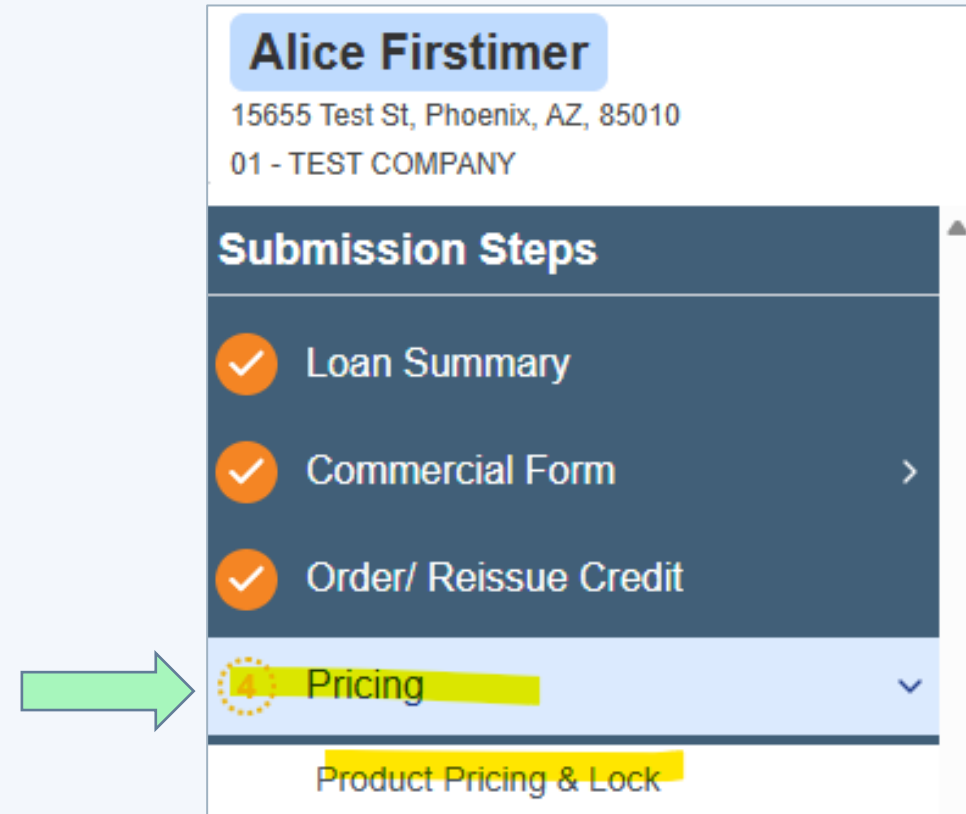 Alice Firstimer
15655 Test St, Phoenix, AZ, 85010
01 - TEST COMPANY
Submission Steps
Loan Summary
Commercial Form
Order/ Reissue Credit
4 Pricing
Product Pricing & Lock